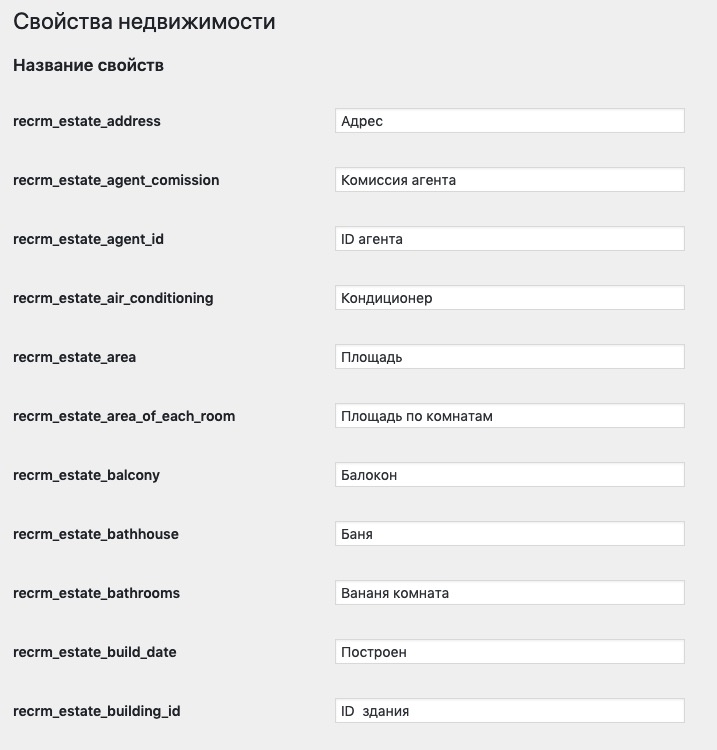 Свойства недвижимости
Название свойств
recrm_estate_address Адрес
recrm_estate_agent_comission Комиссия агента
recrm_estate_agent_id ID агента
recrm_estate_air_conditioning Кондиционер
recrm_estate_area Площадь
recrm_estate_area_of_each_room Площадь по комнатам
recrm_estate_balcony Балокон
recrm_estate_bathhouse Баня
recrm_estate_bathrooms Вананя комната
recrm_estate_build_date Построен
recrm_estate_building_id ID  здания